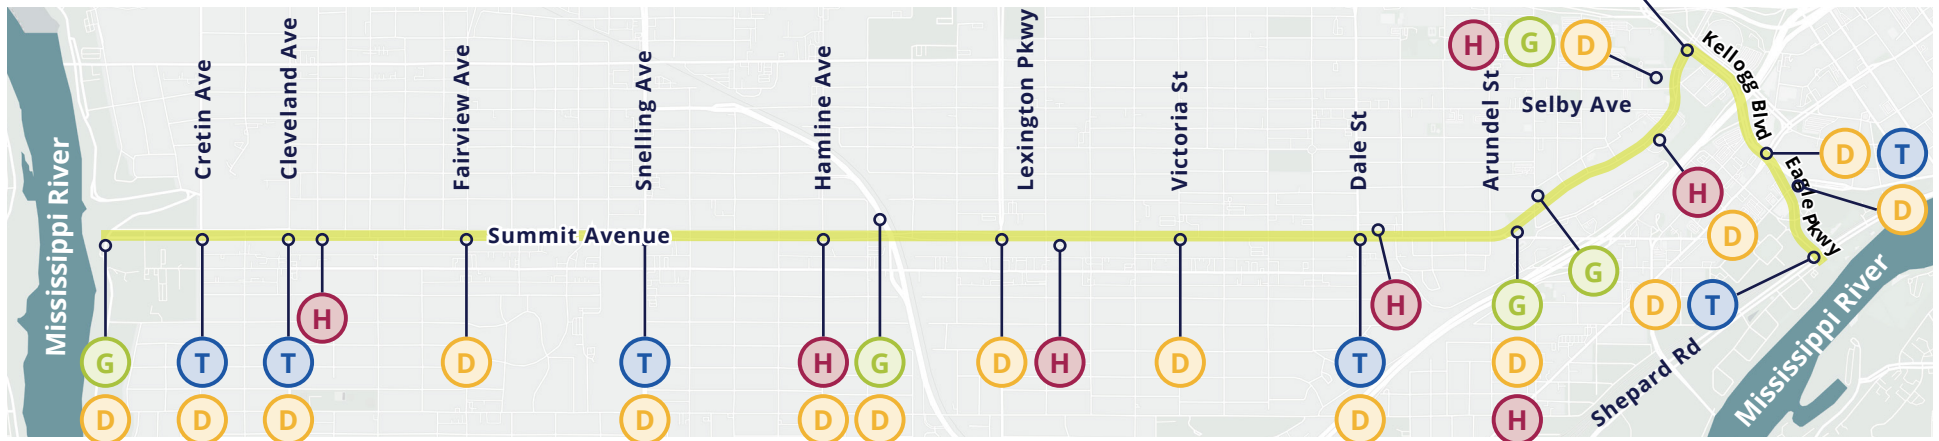 Mississippi River
Cretin Ave
Cleveland Ave
Fairview Ave
Snelling Ave
Hamline Ave
Lexington Pkwy
Victoria St
Dale St
Arundel St
H G D
Selby Ave
Kellogg Blvd
D T
Eagle Pkwy
D
H
D
G
D T
Shepard Rd
Mississippi River
Summit Avenue
H
H
G T T D T H G D H D T G
D D D D D D D D
H